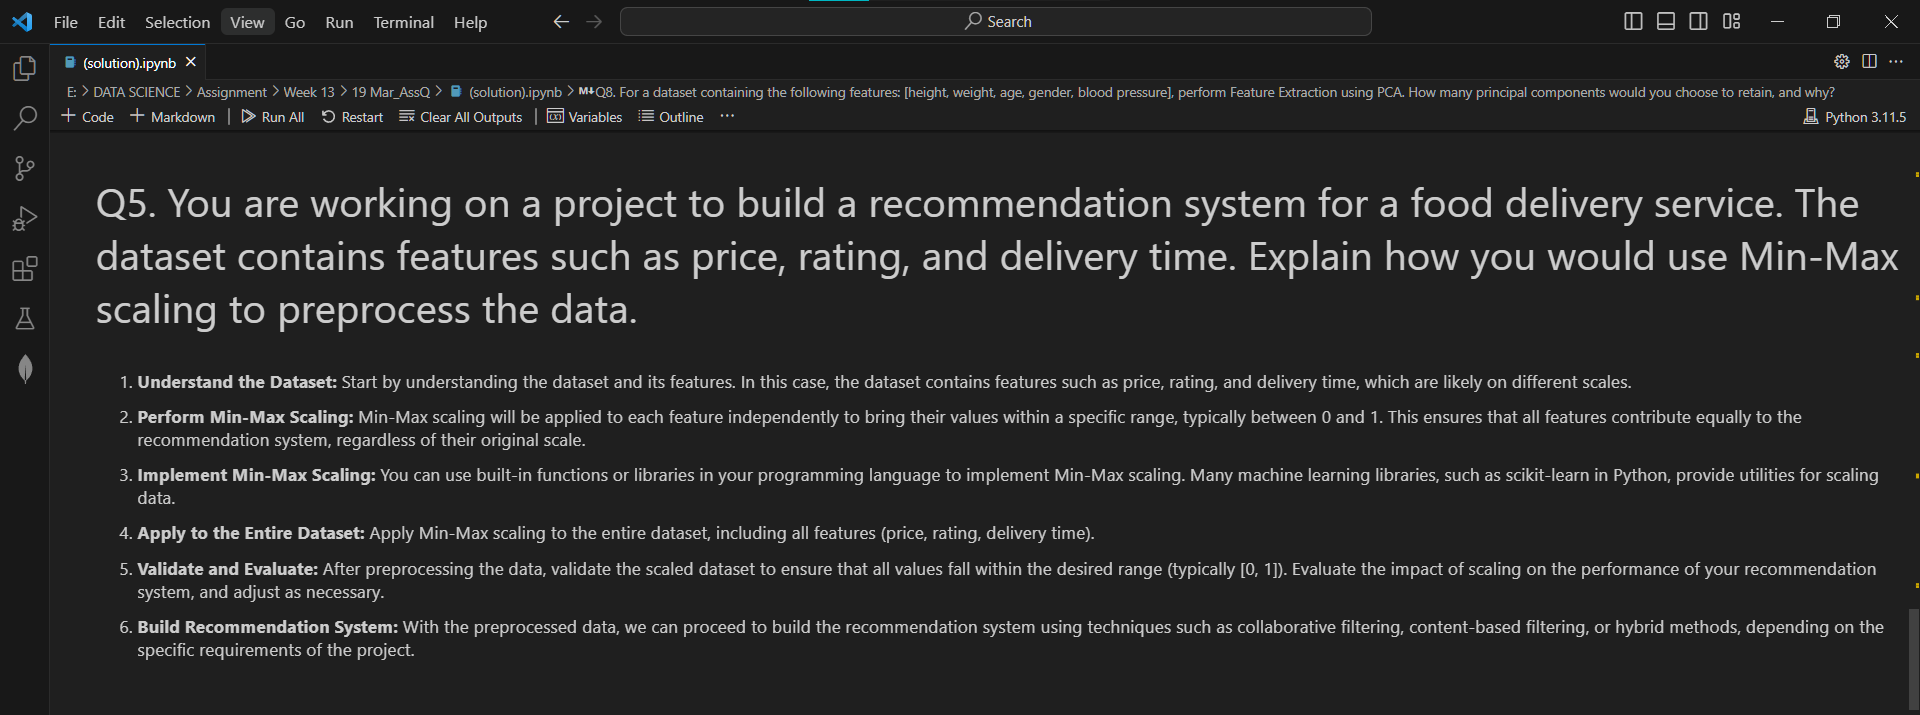 File Edit Selection View Go Run Terminal Help
Search
(solution).ipynb
E: > DATA SCIENCE > Assignment > Week 13 > 19 Mar_AssQ > (solution).ipynb > M↓Q8. For a dataset containing the following features: [height, weight, age, gender, blood pressure], perform Feature Extraction using PCA. How many principal components would you choose to retain, and why?
+ Code + Markdown | Run All Restart Clear All Outputs | Variables Outline ··· Python 3.11.5
Q5. You are working on a project to build a recommendation system for a food delivery service. The
dataset contains features such as price, rating, and delivery time. Explain how you would use Min-Max
scaling to preprocess the data.
1. Understand the Dataset: Start by understanding the dataset and its features. In this case, the dataset contains features such as price, rating, and delivery time, which are likely on different scales.
2. Perform Min-Max Scaling: Min-Max scaling will be applied to each feature independently to bring their values within a specific range, typically between 0 and 1. This ensures that all features contribute equally to the
recommendation system, regardless of their original scale.
3. Implement Min-Max Scaling: You can use built-in functions or libraries in your programming language to implement Min-Max scaling. Many machine learning libraries, such as scikit-learn in Python, provide utilities for scaling
data.
4. Apply to the Entire Dataset: Apply Min-Max scaling to the entire dataset, including all features (price, rating, delivery time).
5. Validate and Evaluate: After preprocessing the data, validate the scaled dataset to ensure that all values fall within the desired range (typically [0, 1]). Evaluate the impact of scaling on the performance of your recommendation
system, and adjust as necessary.
6. Build Recommendation System: With the preprocessed data, we can proceed to build the recommendation system using techniques such as collaborative filtering, content-based filtering, or hybrid methods, depending on the
specific requirements of the project.